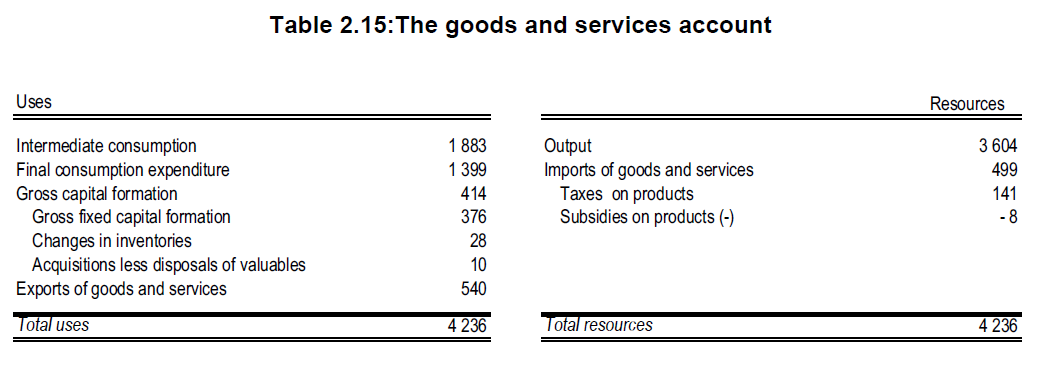 Table 2.15:The goods and services account
Uses
Resources
Intermediate consumption 1 883 Output 3 604
Final consumption expenditure 1 399 Imports of goods and services 499
Gross capital formation 414 Taxes on products 141
Gross fixed capital formation 376 Subsidies on products (-) - 8
Changes in inventories 28
Acquisitions less disposals of valuables 10
Exports of goods and services 540
Total uses 4 236 Total resources 4 236